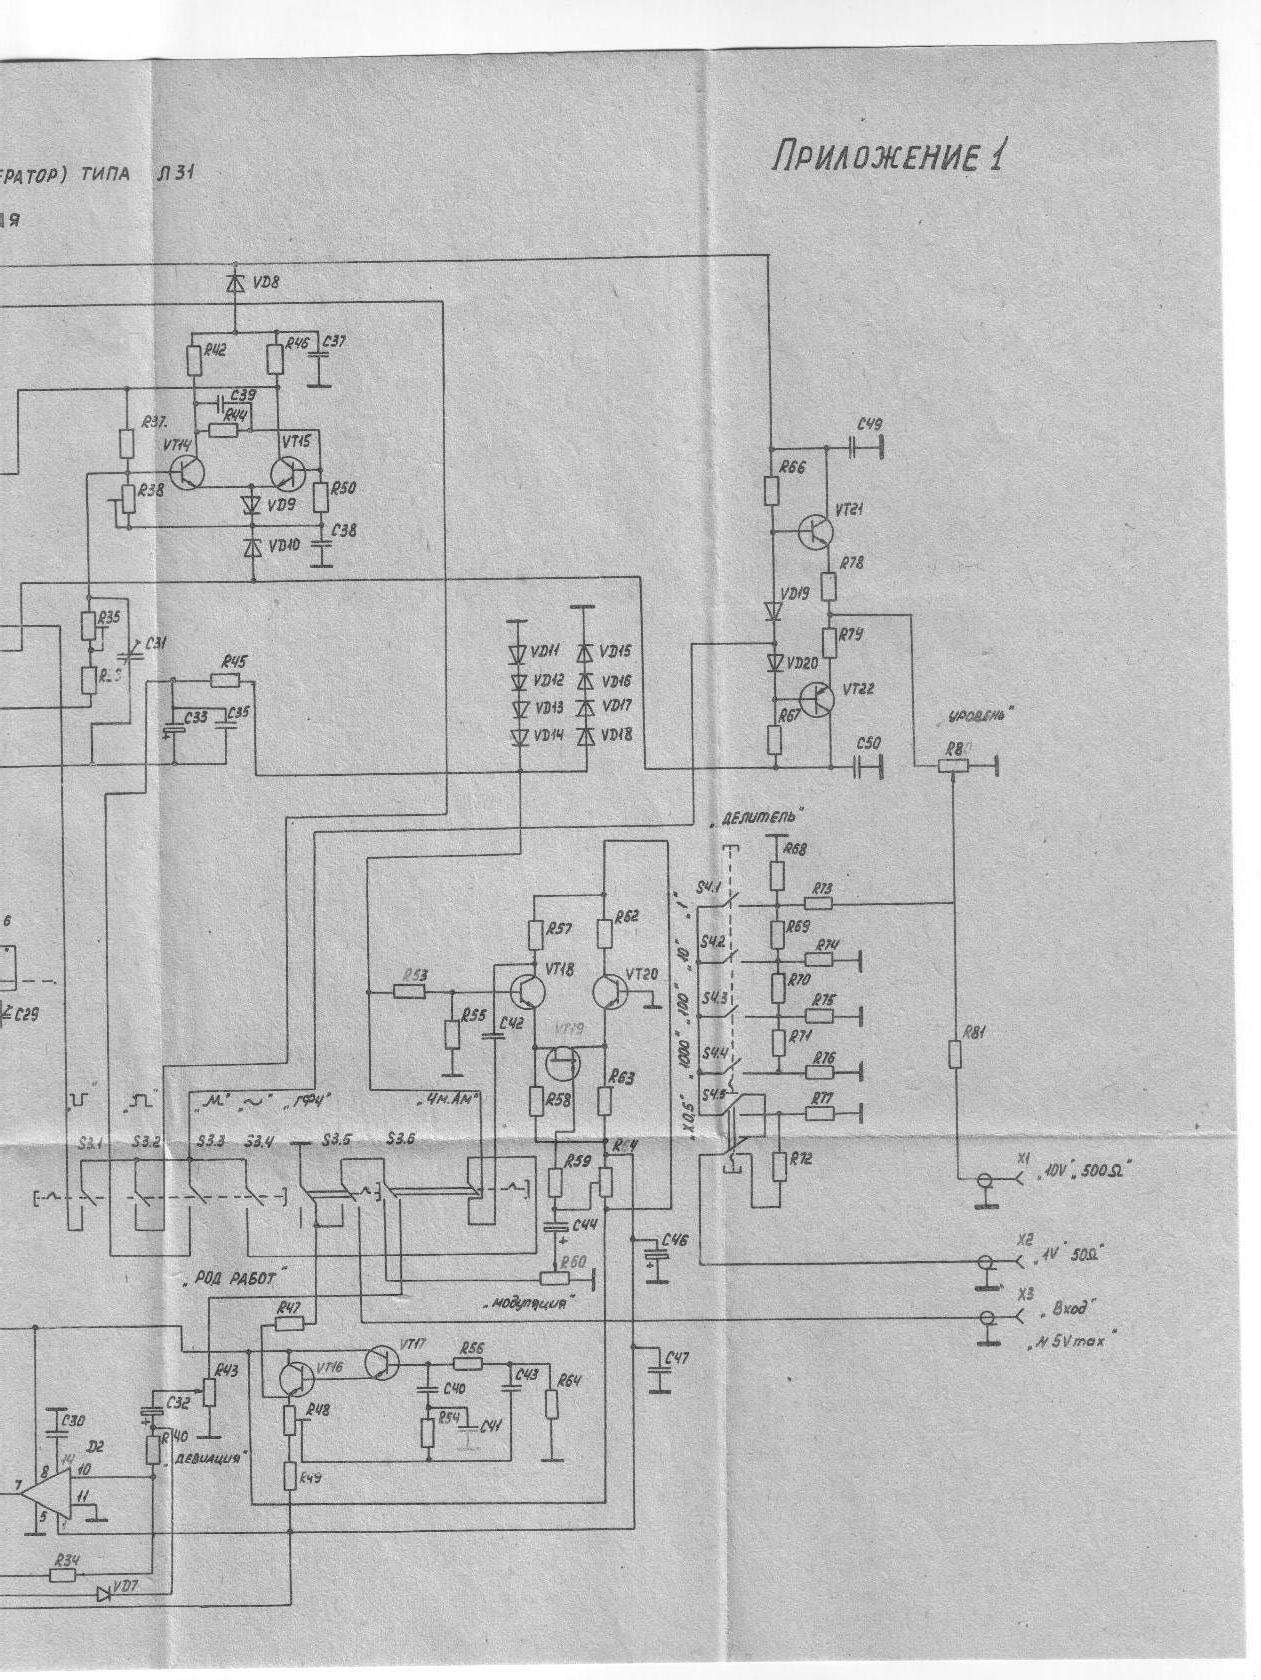 Приложение 1
ЕРАТОР) ТИПА Л31
АЯ
VD8
R42
R46
C37
C39
R44
R37
VT14
VT15
R38
VD9
R50
VD10
C38
C49
R66
VT21
R78
VD19
R79
VD20
VT22
R67
C50
„УРОВЕНЬ"
R35
C31
R45
C33
C35
VD11
VD15
VD12
VD16
VD13
VD17
VD14
VD18
„ДЕЛИТЕЛЬ"
R68
S4.1
R73
„1"
R57
R62
R69
S4.2
R74
„10"
6
R53
VT18
VT20
R70
S4.3
R75
„100"
C29
R55
C42
VT19
R71
R81
S4.4
R76
„1000"
R58
R63
S4.5
R77
„X0,5"
„ГФЧ"
„ЧМ.АМ"
S3.1
S3.2
S3.3
S3.4
S3.5
S3.6
R59
R72
X1
„10V", 500Ω"
C44
C46
X2
„1V" 50Ω"
R60
„РОД РАБОТ"
„МОДУЛЯЦИЯ"
X3
„Вход"
„N 5V max"
R47
VT17
R56
VT16
R43
C40
C43
R64
C47
C32
R48
R54
C41
C30
D2
R40
„ДЕВИАЦИЯ"
14
10
8
7
11
5
R49
R34
VD7